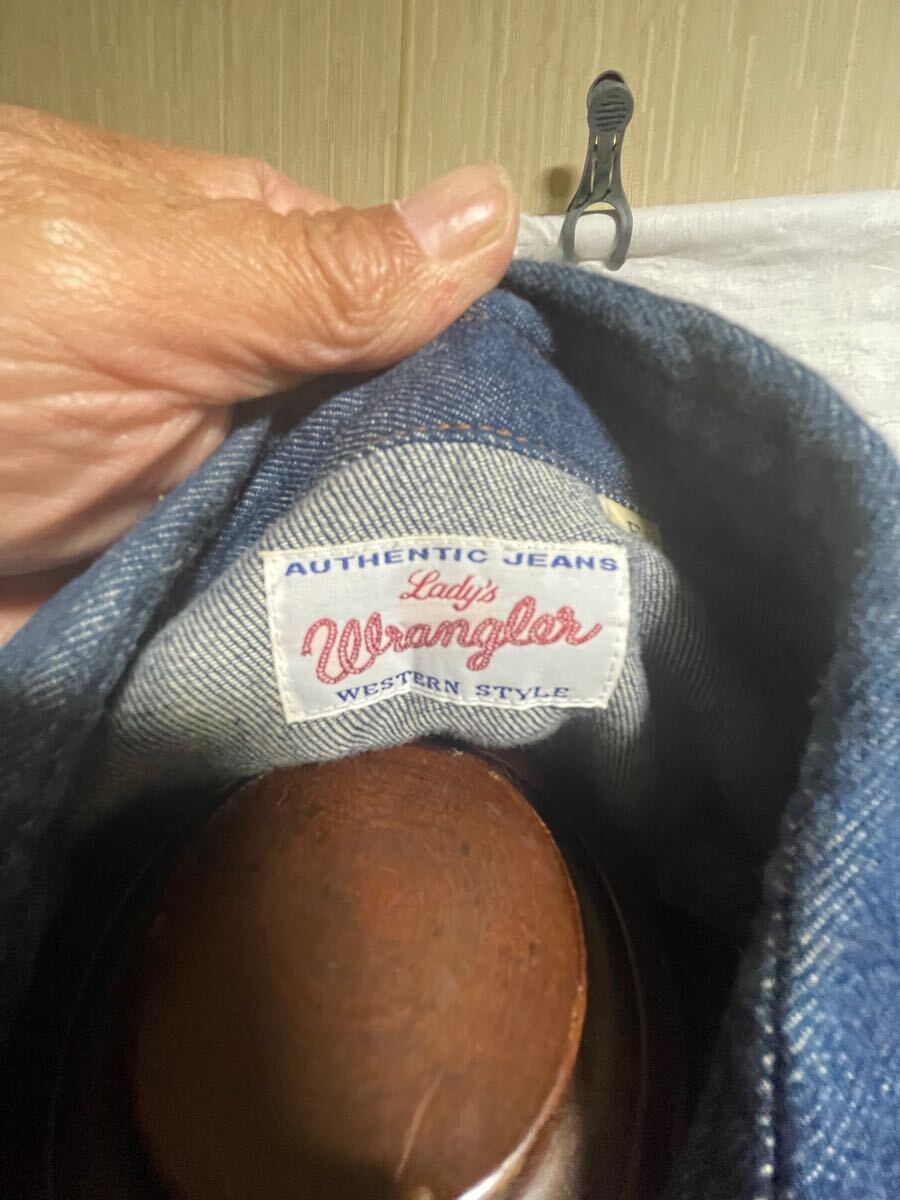 AUTHENTIC JEANS
Lady's
Wrangler
WESTERN STYLE